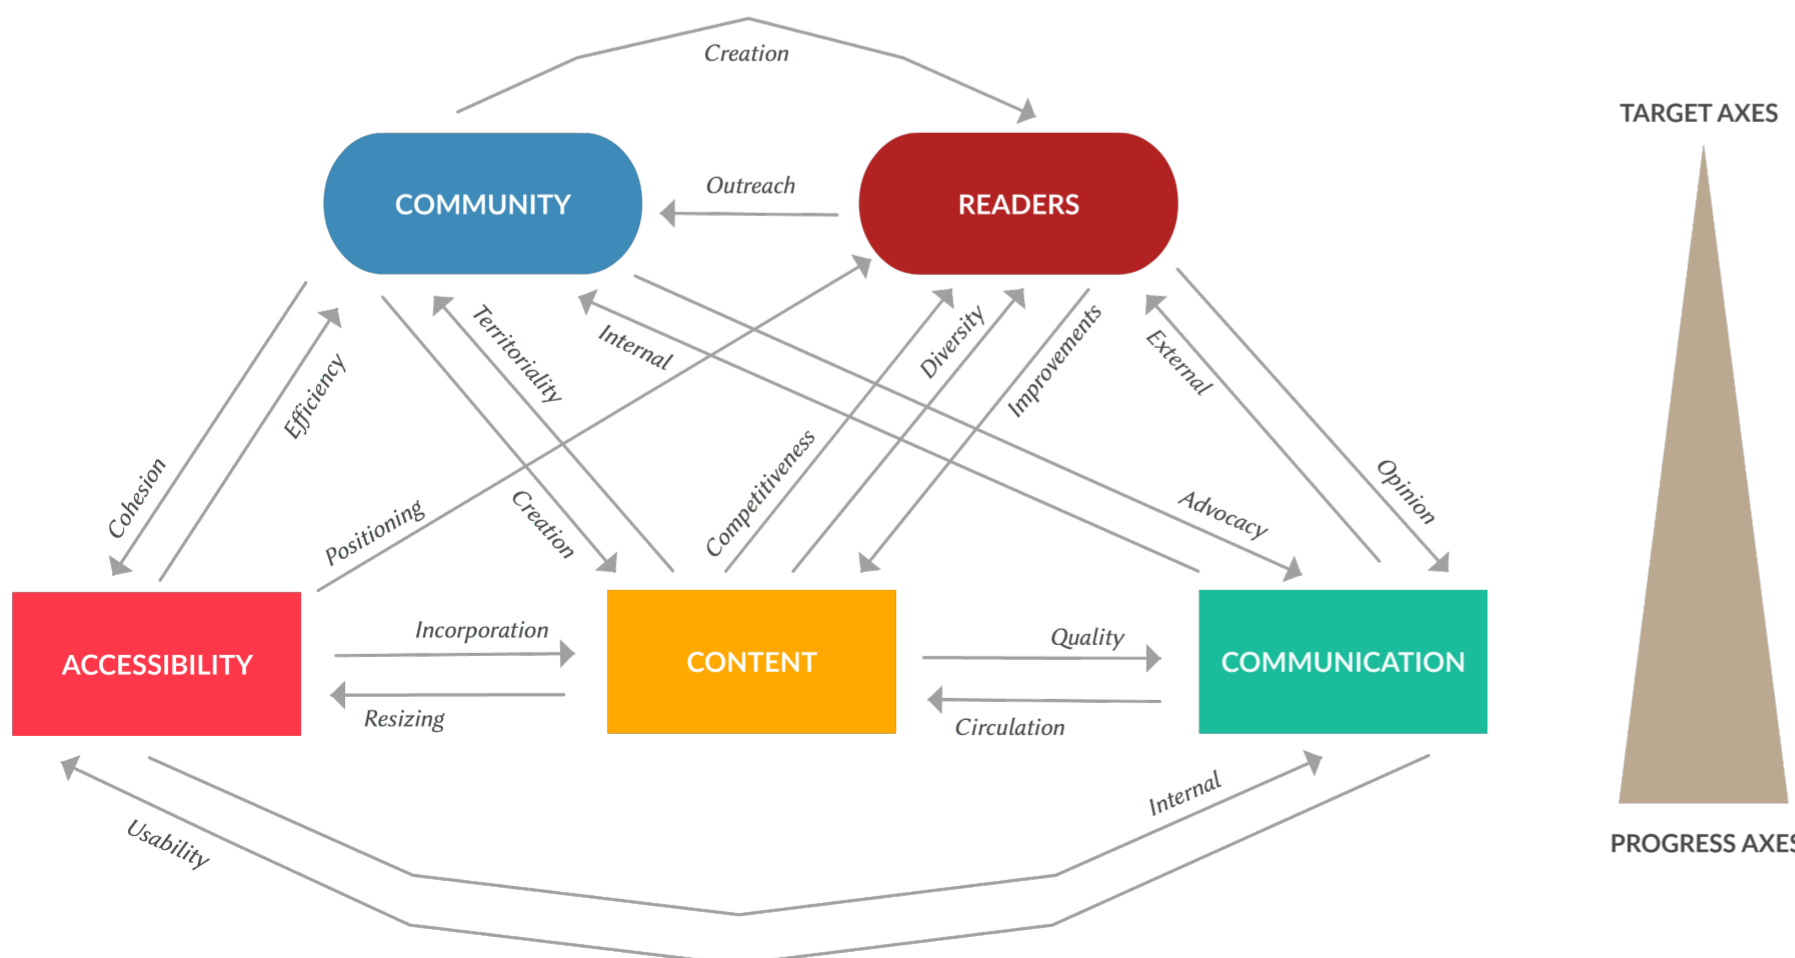 Creation
TARGET AXES
COMMUNITY
Outreach
READERS
Territoriality
Internal
Diversity
Improvements
External
Efficiency
Cohesion
Positioning
Creation
Competitiveness
Advocacy
Opinion
ACCESSIBILITY
Incorporation
Resizing
CONTENT
Quality
Circulation
COMMUNICATION
Usability
Internal
PROGRESS AXES